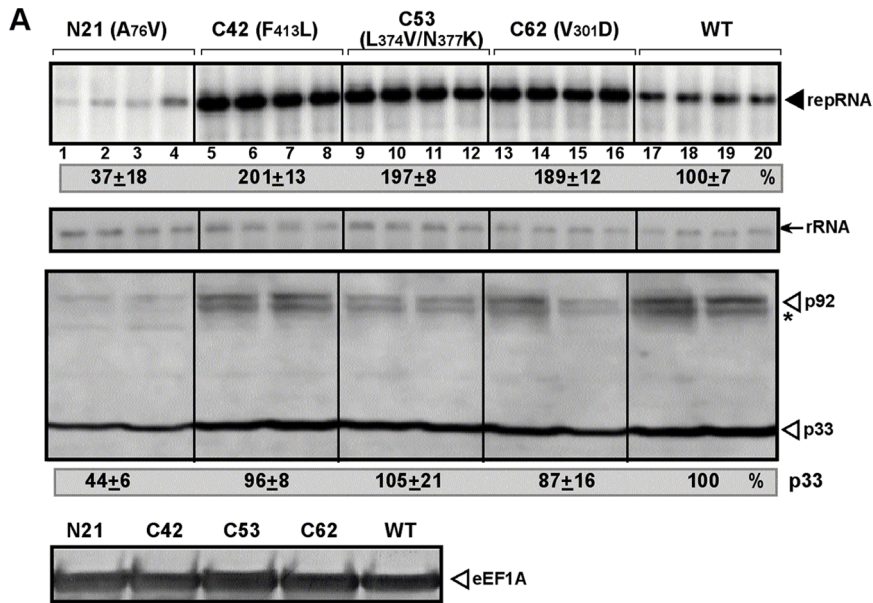 A
N21 (A76V) C42 (F413L) C53 (L374V/N377K) C62 (V301D) WT
repRNA
1 2 3 4 5 6 7 8 9 10 11 12 13 14 15 16 17 18 19 20
37±18 201±13 197±8 189±12 100±7 %
rRNA
p92
*
p33
44±6 96±8 105±21 87±16 100 % p33
N21 C42 C53 C62 WT
eEF1A